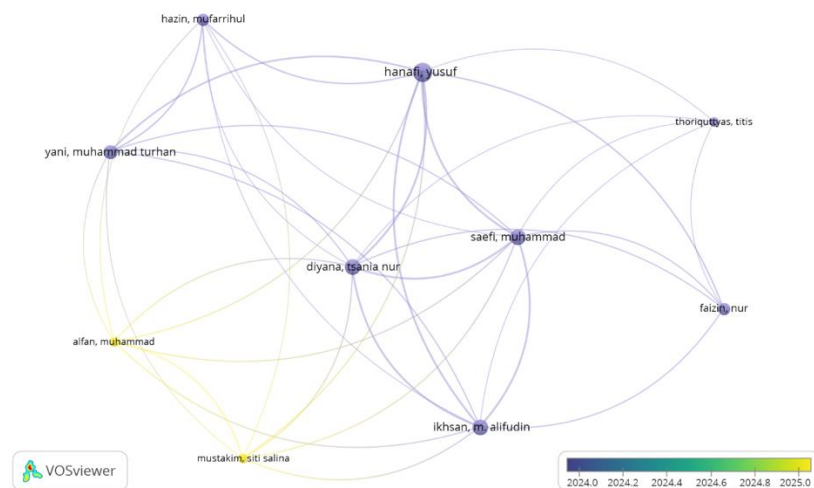 hazin, mufarrihul
hanafi, yusuf
thoriquttyas, titis
yani, muhammad turhan
saefi, muhammad
diyana, tsania nur
faizin, nur
alfan, muhammad
ikhsan, m. alifudin
mustakim, siti salina
VOSviewer
2024.0 2024.2 2024.4 2024.6 2024.8 2025.0